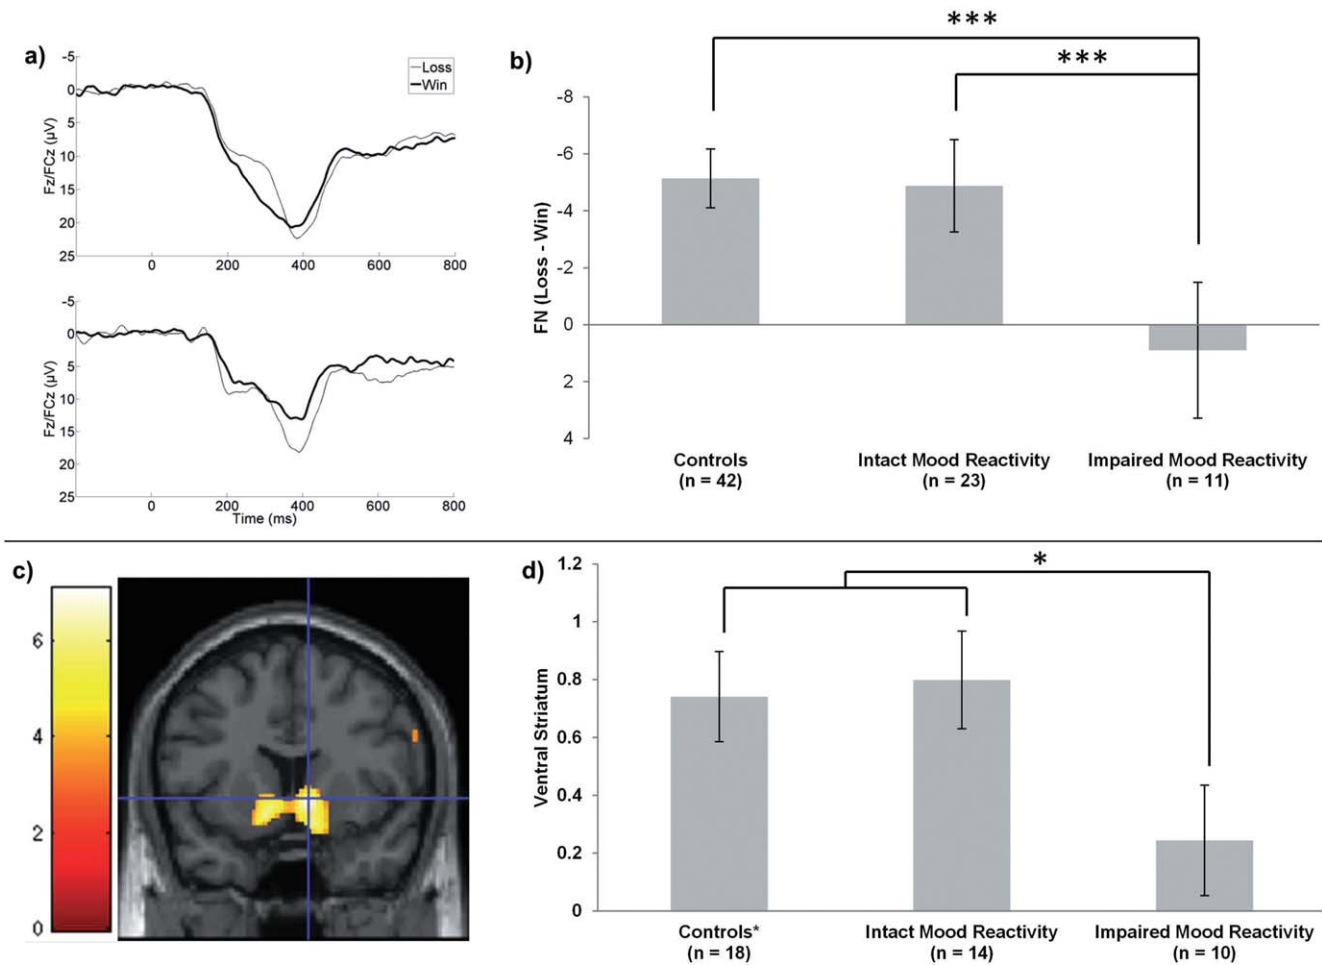 a)
Loss
Win
-5
0
5
10
15
20
25
Fz/FCz (µV)
0
200
400
600
800
-5
0
5
10
15
20
25
Fz/FCz (µV)
0
200
400
600
800
Time (ms)
b)
***
***
-8
-6
-4
-2
0
2
4
FN (Loss - Win)
Controls
(n = 42)
Intact Mood Reactivity
(n = 23)
Impaired Mood Reactivity
(n = 11)
c)
6
4
2
0
d)
*
1.2
1
0.8
0.6
0.4
0.2
0
Ventral Striatum
Controls*
(n = 18)
Intact Mood Reactivity
(n = 14)
Impaired Mood Reactivity
(n = 10)